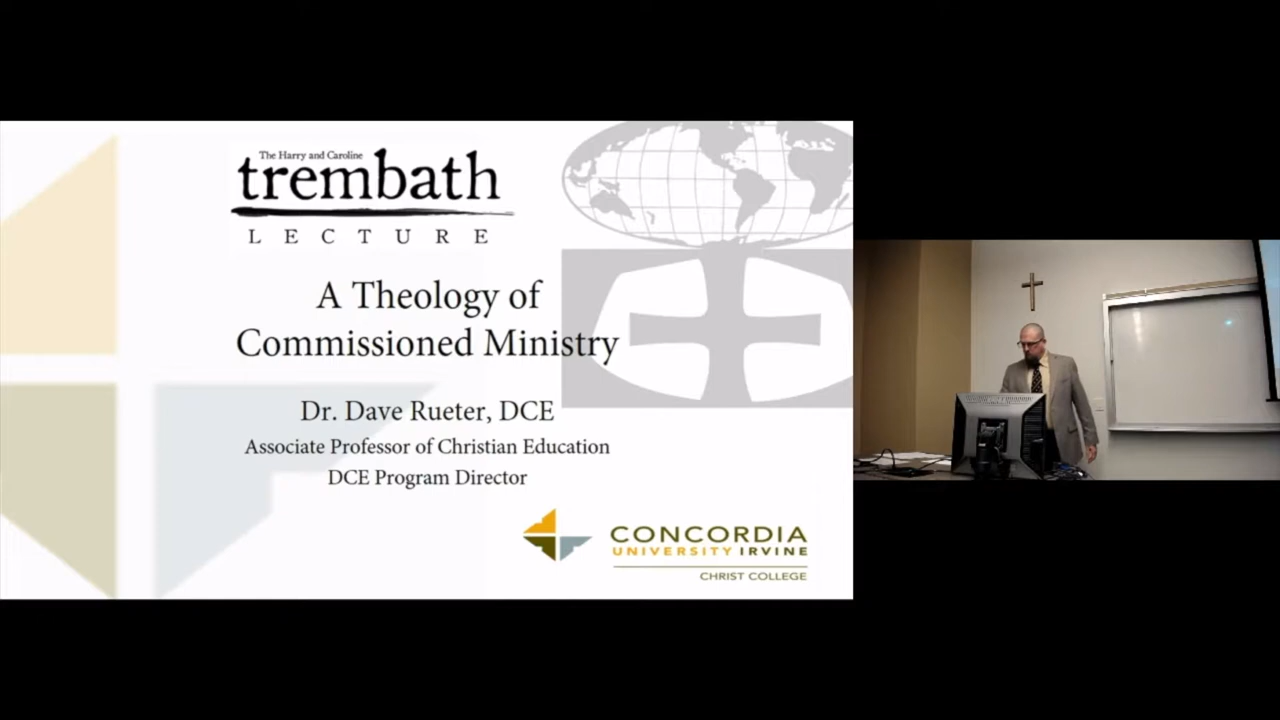 The Harry and Caroline
trembath
LECTURE
A Theology of
Commissioned Ministry
Dr. Dave Rueter, DCE
Associate Professor of Christian Education
DCE Program Director
CONCORDIA
UNIVERSITY IRVINE
CHRIST COLLEGE